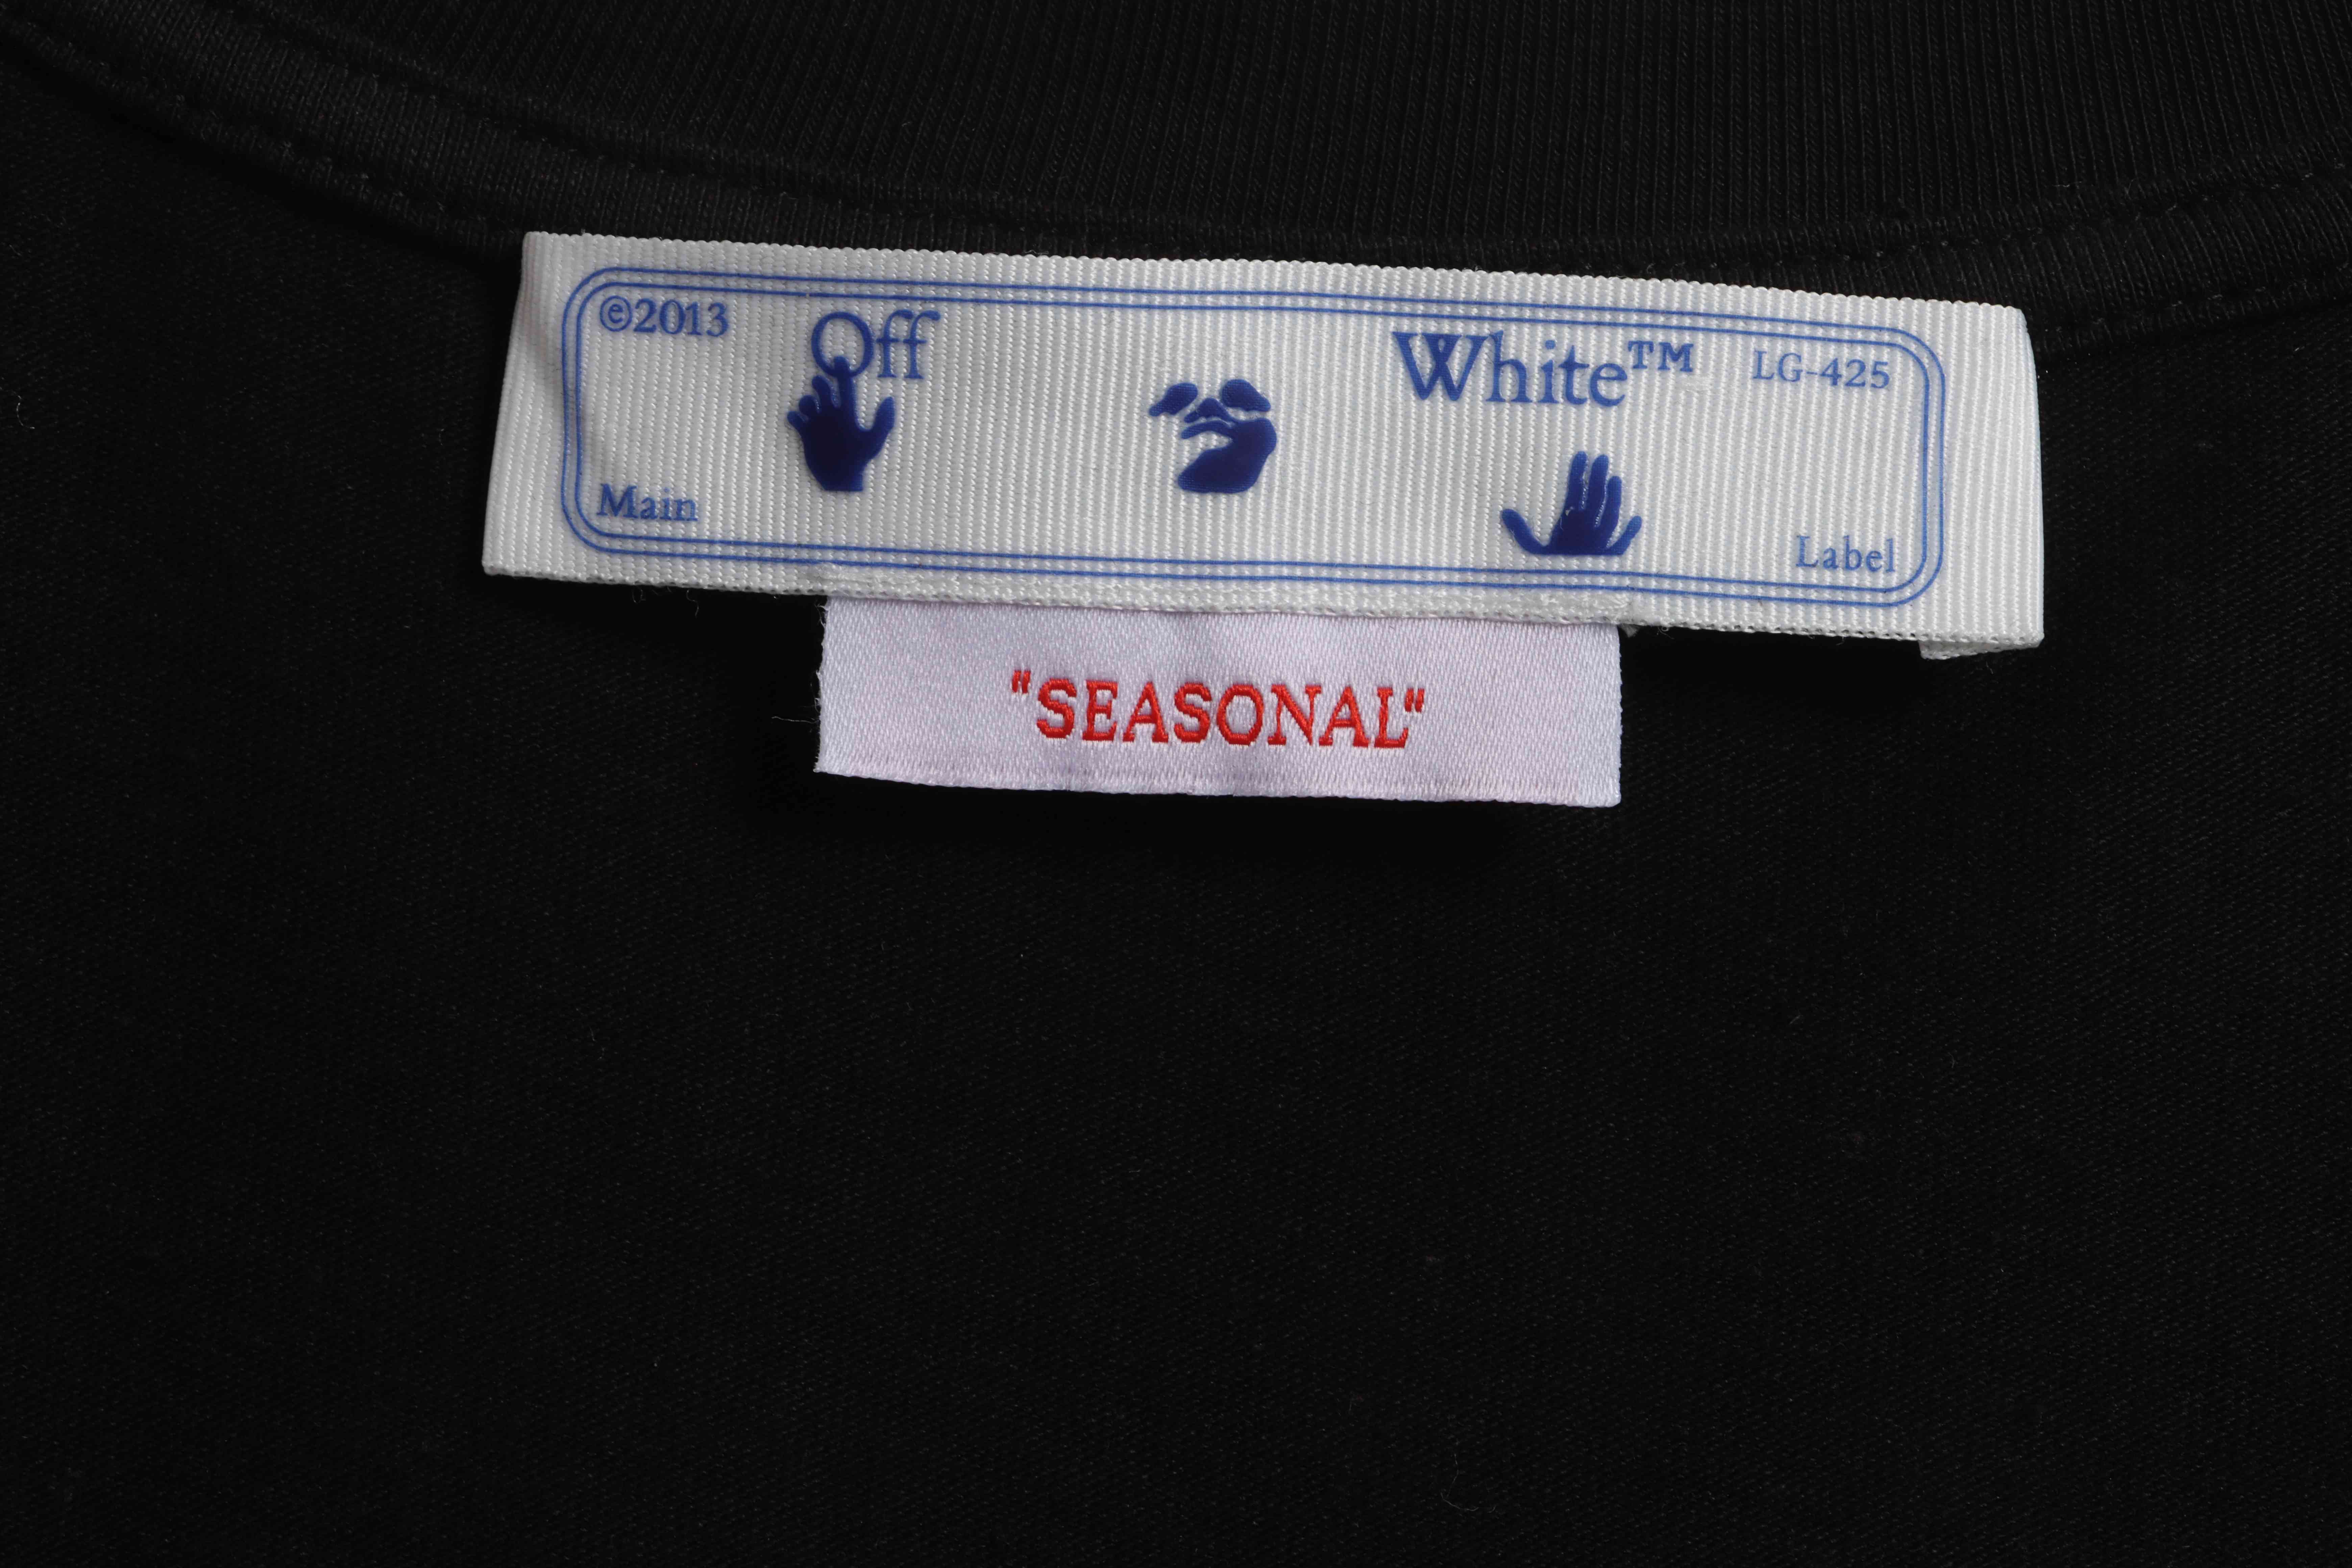 ©2013 Off White™ LG-425
Main Label
"SEASONAL"